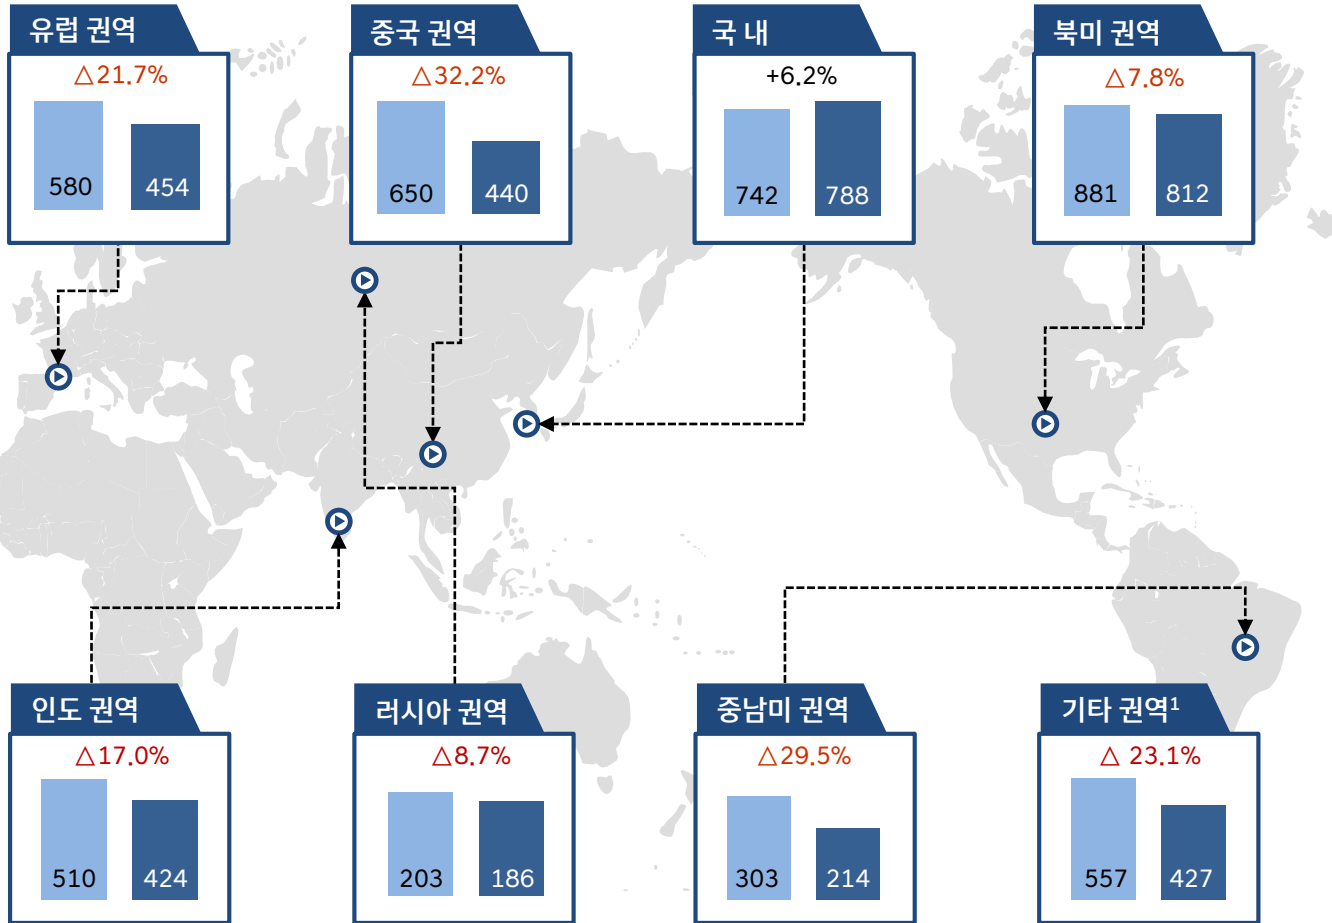 유럽 권역
△21.7%
580 454
중국 권역
△32.2%
650 440
국 내
+6.2%
742 788
북미 권역
△7.8%
881 812
인도 권역
△17.0%
510 424
러시아 권역
△8.7%
203 186
중남미 권역
△29.5%
303 214
기타 권역¹
△ 23.1%
557 427